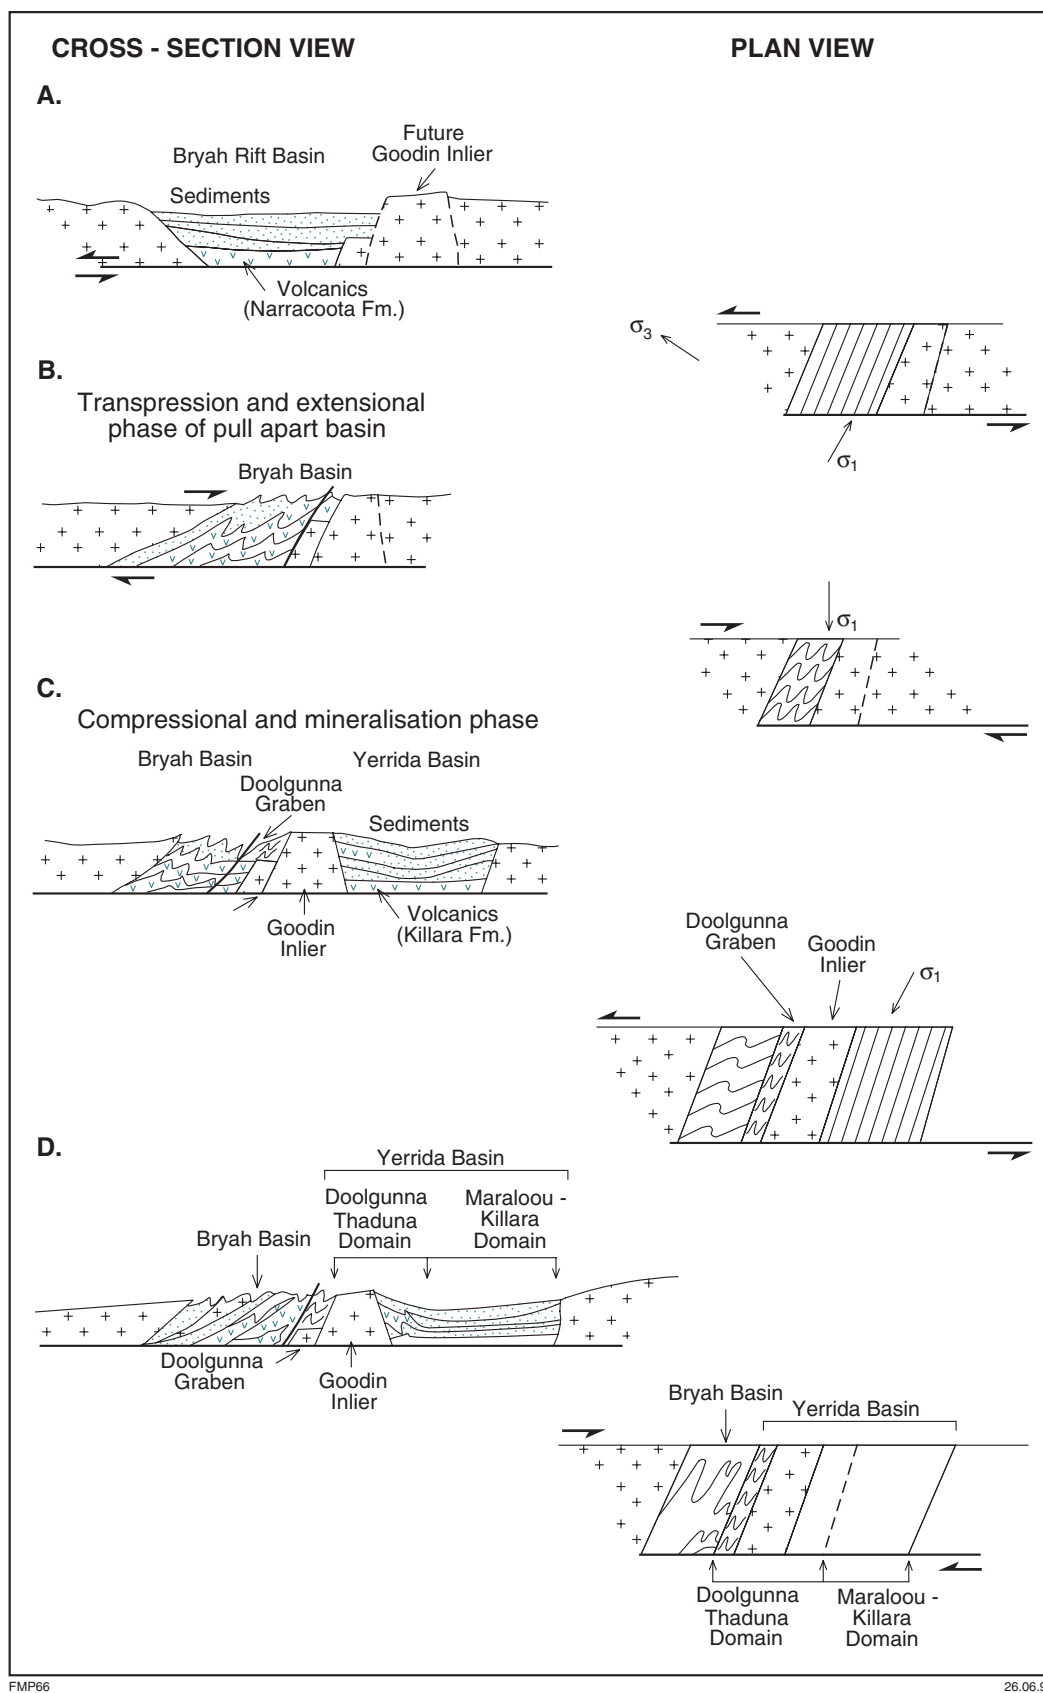 CROSS - SECTION VIEW
PLAN VIEW
A.
Future
Goodin Inlier
Bryah Rift Basin
Sediments
Volcanics
(Narracoota Fm.)
σ3
σ1
B.
Transpression and extensional
phase of pull apart basin
Bryah Basin
σ1
C.
Compressional and mineralisation phase
Bryah Basin
Yerrida Basin
Doolgunna
Graben
Sediments
Goodin
Inlier
Volcanics
(Killara Fm.)
Doolgunna
Graben
Goodin
Inlier
σ1
D.
Yerrida Basin
Doolgunna
Thaduna
Domain
Maraloou -
Killara
Domain
Bryah Basin
Doolgunna
Graben
Goodin
Inlier
Bryah Basin
Yerrida Basin
Doolgunna
Thaduna
Domain
Maraloou -
Killara
Domain
FMP66
26.06.9